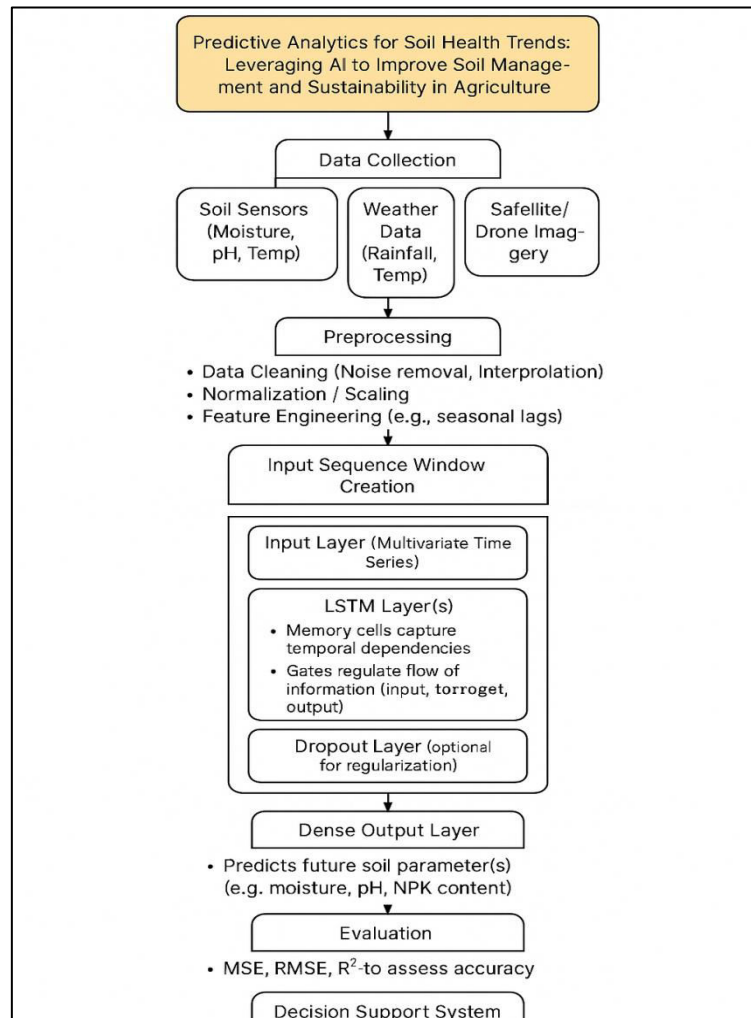 Predictive Analytics for Soil Health Trends:
Leveraging AI to Improve Soil Manage-
ment and Sustainability in Agriculture
Data Collection
Soil Sensors
(Moisture,
pH, Temp)
Weather
Data
(Rainfall,
Temp)
Safellite/
Drone Imag-
gery
Preprocessing
• Data Cleaning (Noise removal, Interprolation)
• Normalization / Scaling
• Feature Engineering (e.g., seasonal lags)
Input Sequence Window
Creation
Input Layer (Multivariate Time
Series)
LSTM Layer(s)
• Memory cells capture
temporal dependencies
• Gates regulate flow of
information (input, torroget,
output)
Dropout Layer (optional
for regularization)
Dense Output Layer
• Predicts future soil parameter(s)
(e.g. moisture, pH, NPK content)
Evaluation
• MSE, RMSE, R²-to assess accuracy
Decision Support System